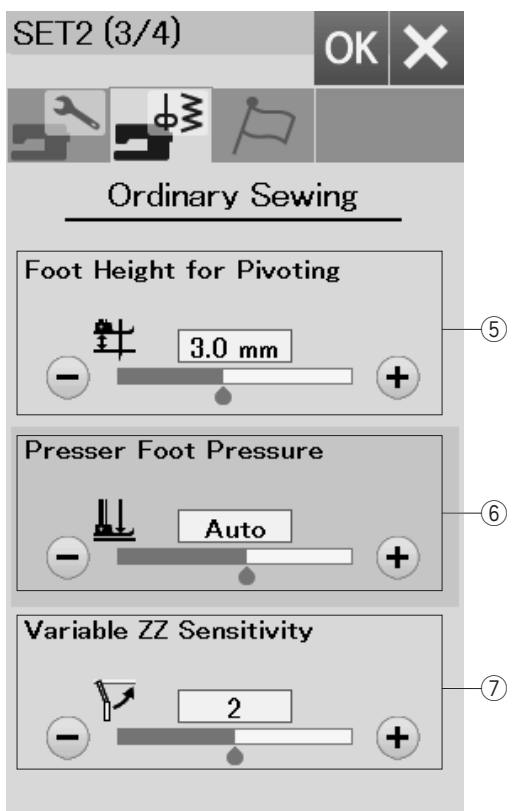 SET2 (3/4)
OK
Ordinary Sewing
Foot Height for Pivoting
3.0 mm
⑤
Presser Foot Pressure
Auto
⑥
Variable ZZ Sensitivity
2
⑦